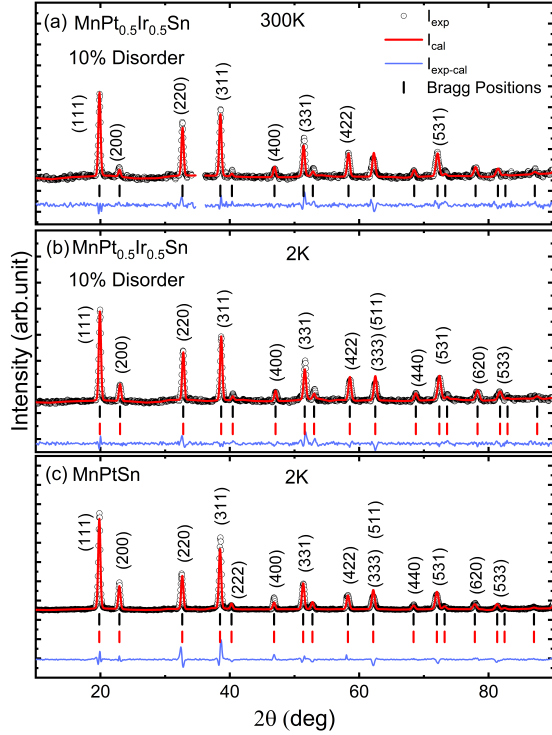 (a) MnPt0.5Ir0.5Sn 300K
10% Disorder
Iexp
Ical
Iexp-cal
Bragg Positions
(111) (200) (220) (311) (400) (331) (422) (531)
(b) MnPt0.5Ir0.5Sn 2K
10% Disorder
(111) (200) (220) (311) (400) (331) (422) (333) (511) (440) (531) (620) (533)
(c) MnPtSn 2K
(111) (200) (220) (311) (222) (400) (331) (422) (333) (511) (440) (531) (620) (533)
Intensity (arb.unit)
20 40 60 80
2θ (deg)